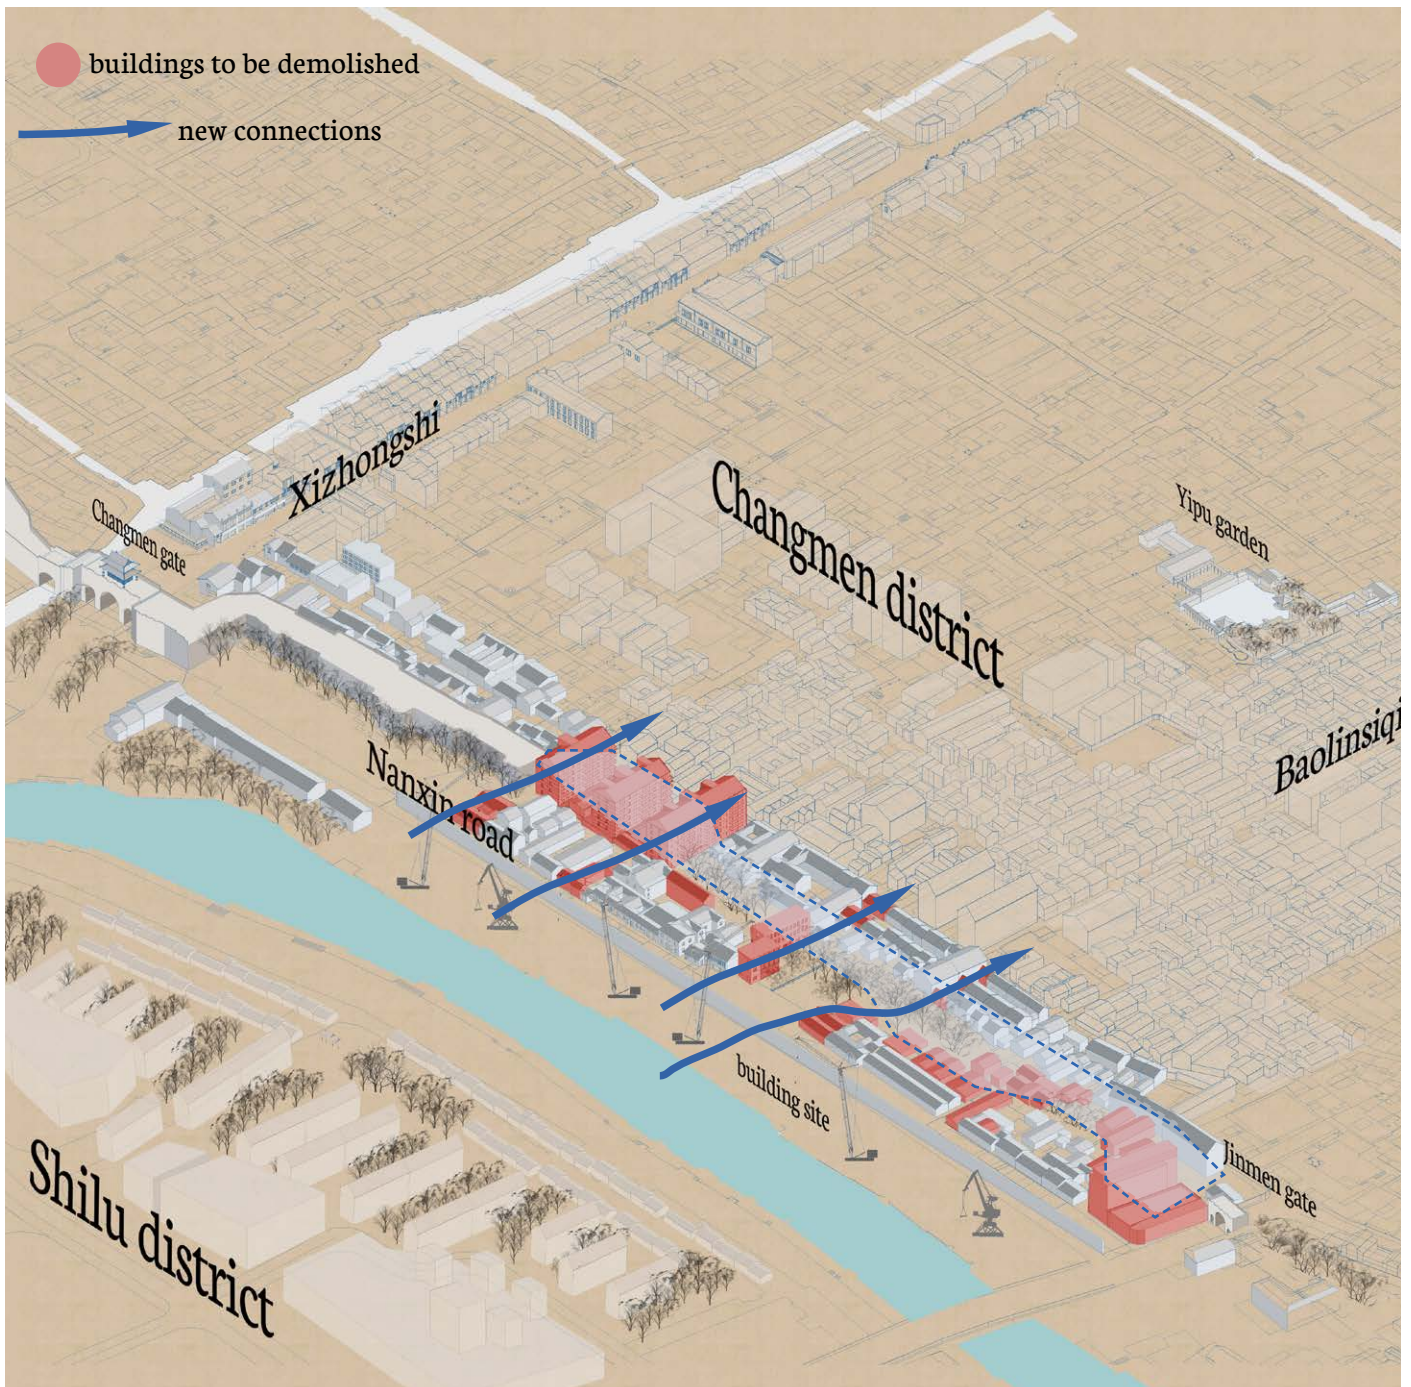 buildings to be demolished
new connections
Xizhongshi
Changmen gate
Changmen district
Yipu garden
Baolinsiqi
Nanxin road
building site
Jinmen gate
Shilu district